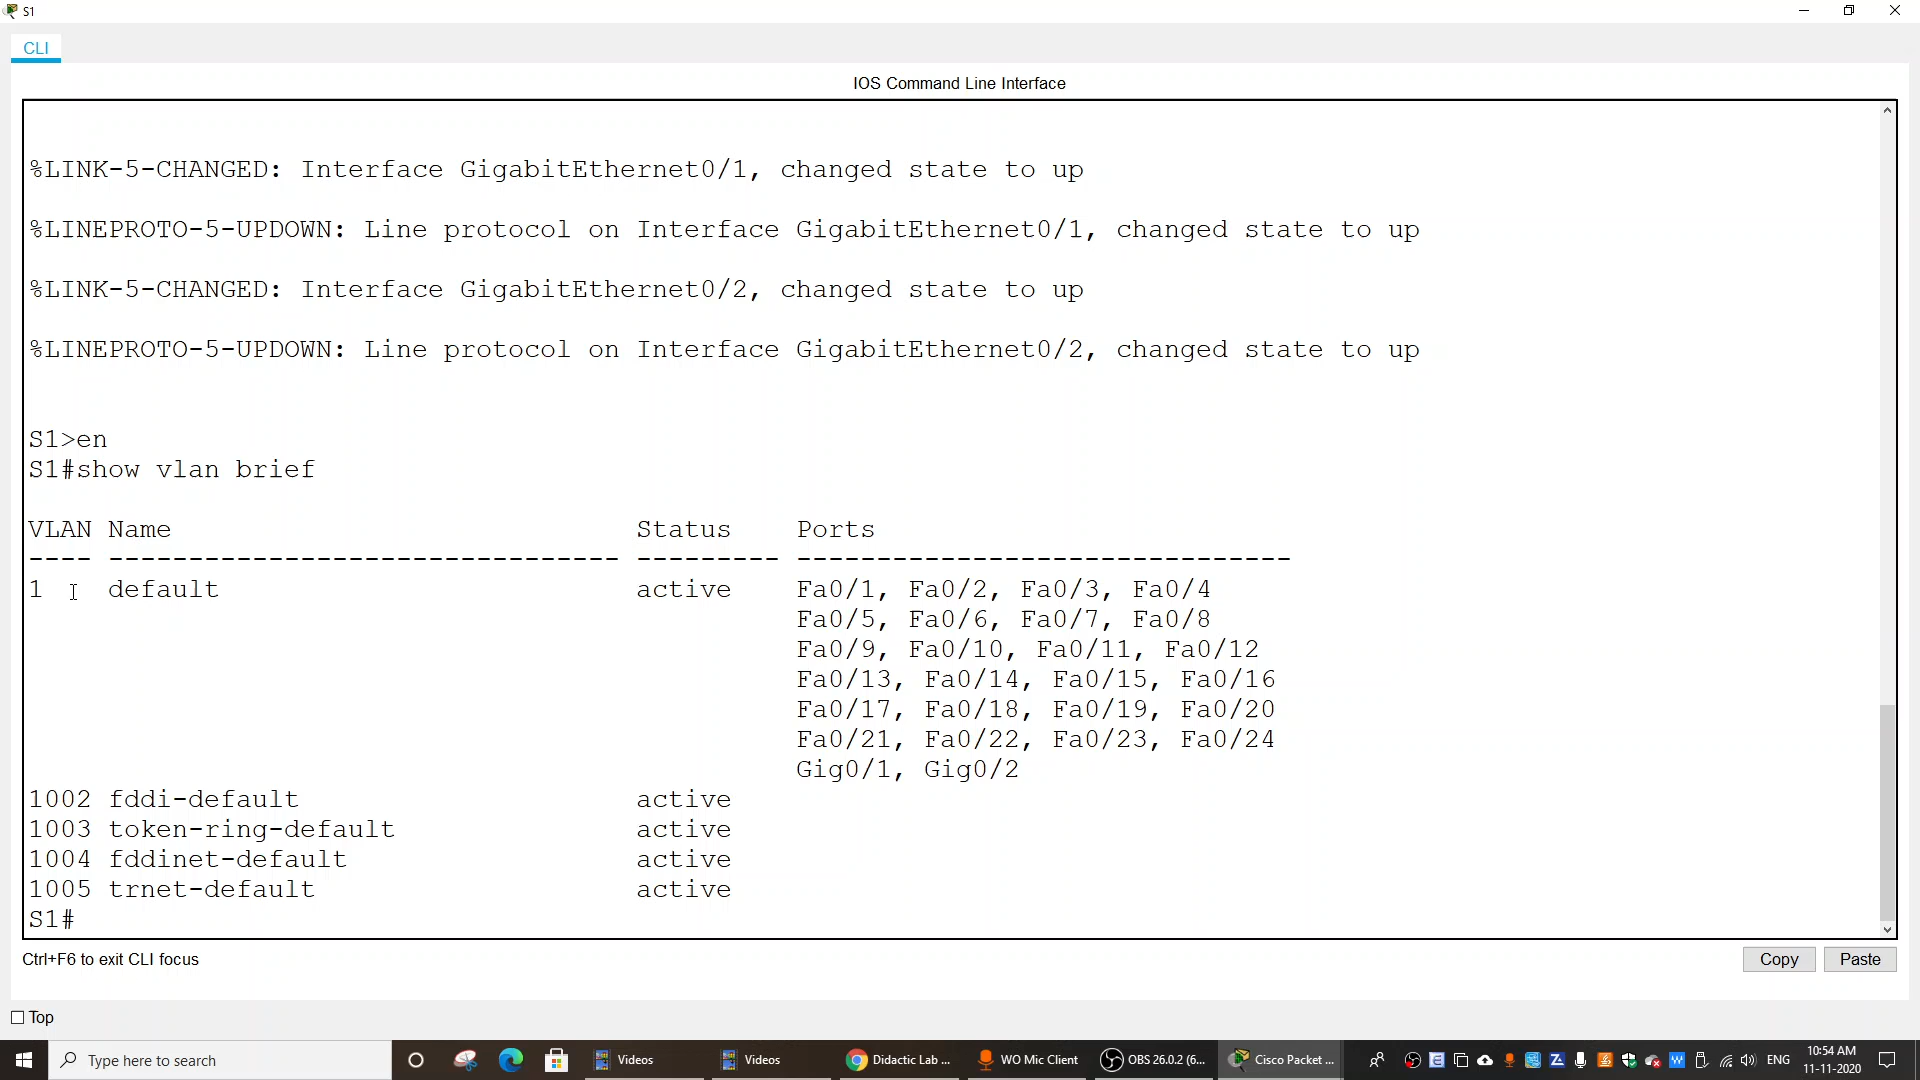 S1
CLI
IOS Command Line Interface
%LINK-5-CHANGED: Interface GigabitEthernet0/1, changed state to up
%LINEPROTO-5-UPDOWN: Line protocol on Interface GigabitEthernet0/1, changed state to up
%LINK-5-CHANGED: Interface GigabitEthernet0/2, changed state to up
%LINEPROTO-5-UPDOWN: Line protocol on Interface GigabitEthernet0/2, changed state to up
S1>en
S1#show vlan brief
VLAN Name Status Ports
---- -------------------------------- --------- -------------------------------
1 default active Fa0/1, Fa0/2, Fa0/3, Fa0/4
Fa0/5, Fa0/6, Fa0/7, Fa0/8
Fa0/9, Fa0/10, Fa0/11, Fa0/12
Fa0/13, Fa0/14, Fa0/15, Fa0/16
Fa0/17, Fa0/18, Fa0/19, Fa0/20
Fa0/21, Fa0/22, Fa0/23, Fa0/24
Gig0/1, Gig0/2
1002 fddi-default active
1003 token-ring-default active
1004 fddinet-default active
1005 trnet-default active
S1#
Ctrl+F6 to exit CLI focus
Copy Paste
Top
Type here to search Videos Videos Didactic Lab ... WO Mic Client OBS 26.0.2 (6... Cisco Packet ... ENG 10:54 AM
11-11-2020